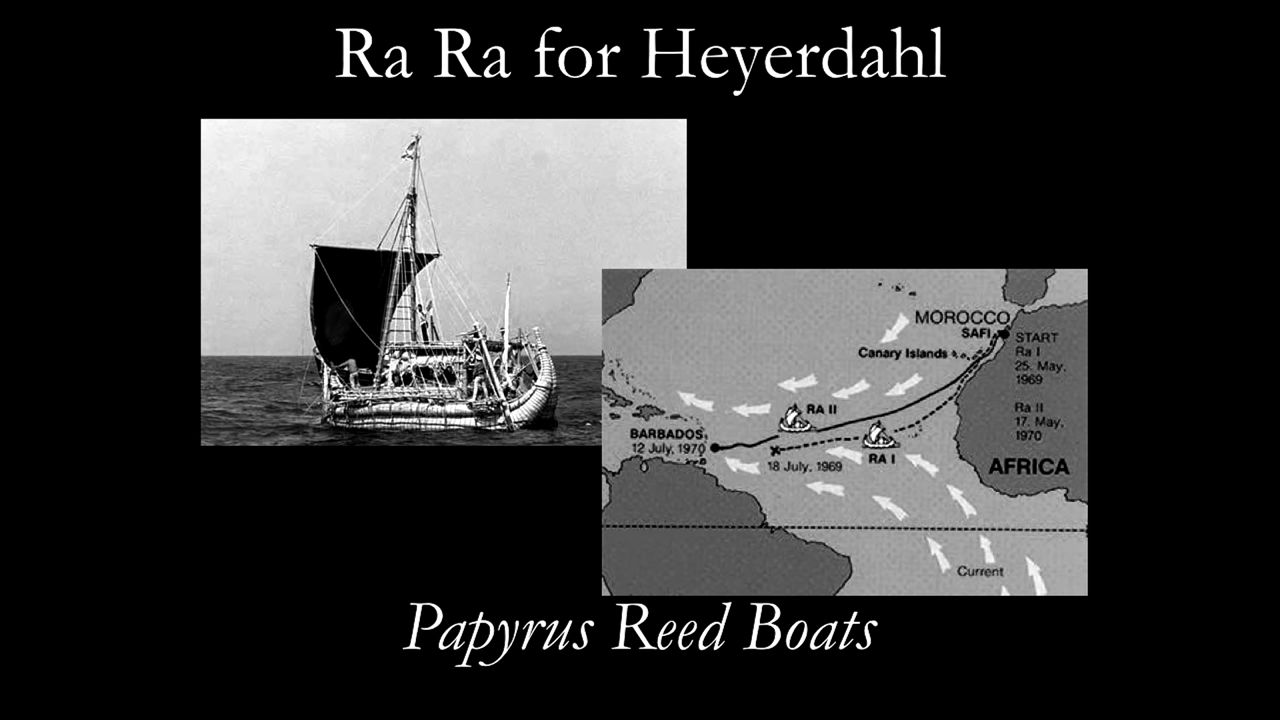 Ra Ra for Heyerdahl
MOROCCO
SAFI
START
Ra I
25. May,
1969
Canary Islands
Ra II
17. May,
1970
RA II
BARBADOS
12 July, 1970
RA I
18 July, 1969
AFRICA
Current
Papyrus Reed Boats